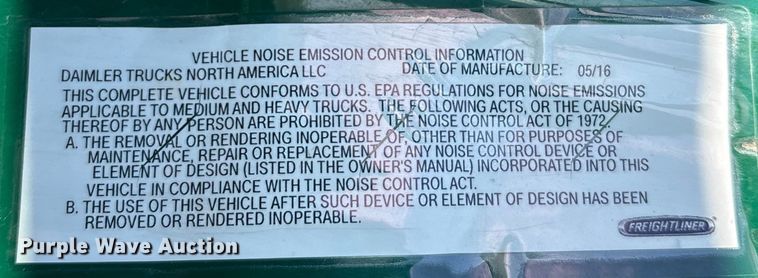 VEHICLE NOISE EMISSION CONTROL INFORMATION
DAIMLER TRUCKS NORTH AMERICA LLC DATE OF MANUFACTURE: 05/16
THIS COMPLETE VEHICLE CONFORMS TO U.S. EPA REGULATIONS FOR NOISE EMISSIONS
APPLICABLE TO MEDIUM AND HEAVY TRUCKS. THE FOLLOWING ACTS, OR THE CAUSING
THEREOF BY ANY PERSON ARE PROHIBITED BY THE NOISE CONTROL ACT OF 1972.
A. THE REMOVAL OR RENDERING INOPERABLE OF, OTHER THAN FOR PURPOSES OF
MAINTENANCE, REPAIR OR REPLACEMENT OF ANY NOISE CONTROL DEVICE OR
ELEMENT OF DESIGN (LISTED IN THE OWNER'S MANUAL) INCORPORATED INTO THIS
VEHICLE IN COMPLIANCE WITH THE NOISE CONTROL ACT.
B. THE USE OF THIS VEHICLE AFTER SUCH DEVICE OR ELEMENT OF DESIGN HAS BEEN
REMOVED OR RENDERED INOPERABLE.
FREIGHTLINER
Purple Wave Auction